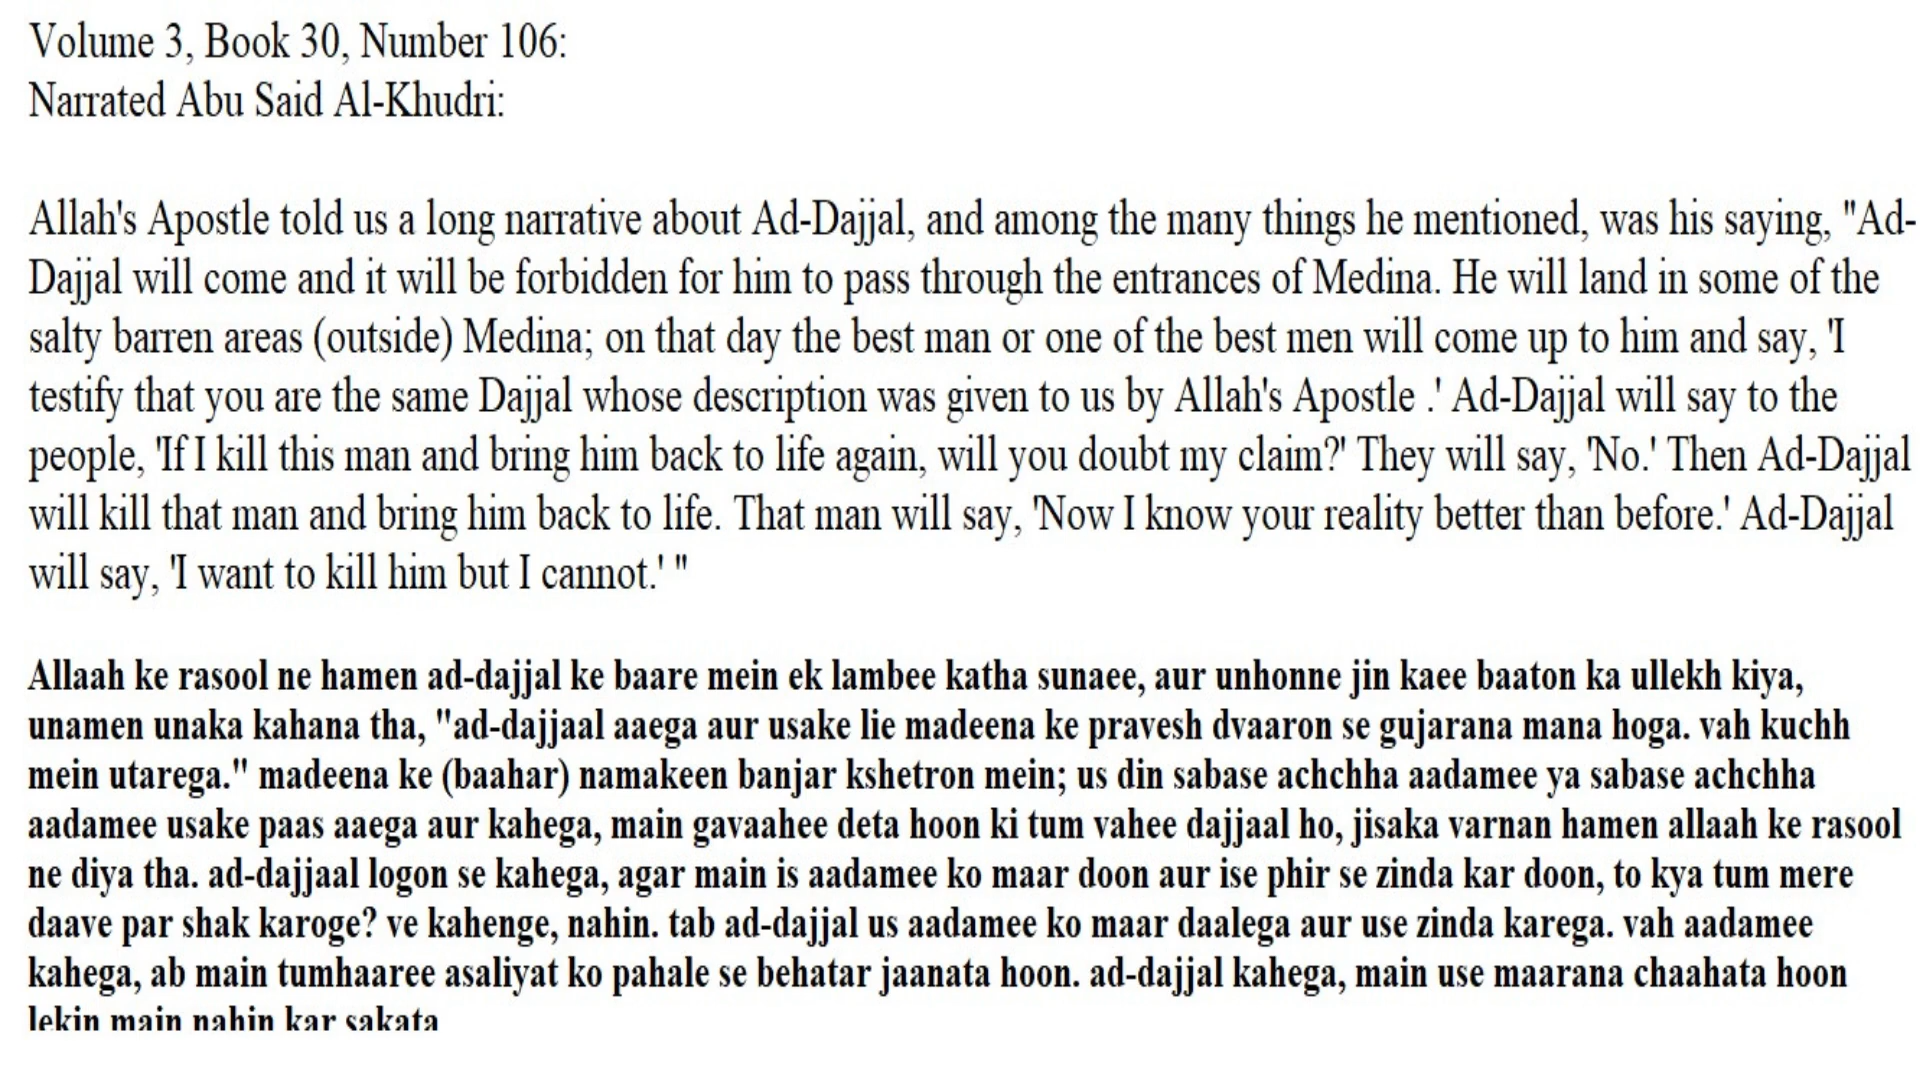 Volume 3, Book 30, Number 106:
Narrated Abu Said Al-Khudri:
Allah's Apostle told us a long narrative about Ad-Dajjal, and among the many things he mentioned, was his saying, "Ad-
Dajjal will come and it will be forbidden for him to pass through the entrances of Medina. He will land in some of the
salty barren areas (outside) Medina; on that day the best man or one of the best men will come up to him and say, 'I
testify that you are the same Dajjal whose description was given to us by Allah's Apostle .' Ad-Dajjal will say to the
people, 'If I kill this man and bring him back to life again, will you doubt my claim?' They will say, 'No.' Then Ad-Dajjal
will kill that man and bring him back to life. That man will say, 'Now I know your reality better than before.' Ad-Dajjal
will say, 'I want to kill him but I cannot.' "
Allaah ke rasool ne hamen ad-dajjal ke baare mein ek lambee katha sunaee, aur unhonne jin kaee baaton ka ullekh kiya,
unamen unaka kahana tha, "ad-dajjaal aaega aur usake lie madeena ke pravesh dvaaron se gujarana mana hoga. vah kuchh
mein utarega." madeena ke (baahar) namakeen banjar kshetron mein; us din sabase achchha aadamee ya sabase achchha
aadamee usake paas aaega aur kahega, main gavaahee deta hoon ki tum vahee dajjaal ho, jisaka varnan hamen allaah ke rasool
ne diya tha. ad-dajjaal logon se kahega, agar main is aadamee ko maar doon aur ise phir se zinda kar doon, to kya tum mere
daave par shak karoge? ve kahenge, nahin. tab ad-dajjal us aadamee ko maar daalega aur use zinda karega. vah aadamee
kahega, ab main tumhaaree asaliyat ko pahale se behatar jaanata hoon. ad-dajjal kahega, main use maarana chaahata hoon
lekin main nahin kar sakata